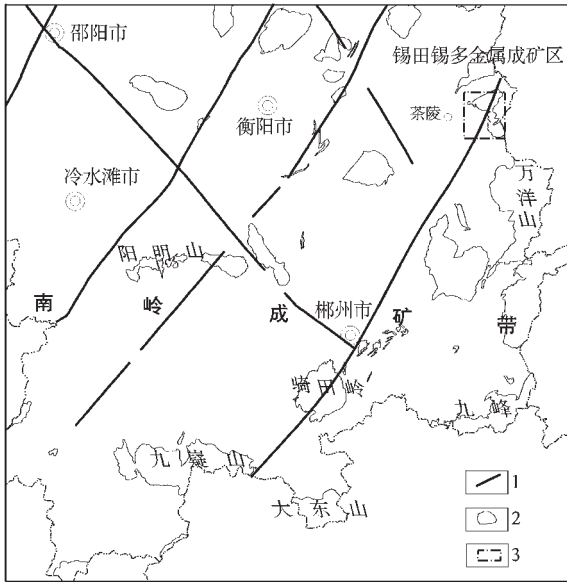 邵阳市
锡田锡多金属成矿区
衡阳市
茶陵
冷水滩市
万洋山
阳明山
南岭成矿带
郴州市
骑田岭
九峰
九嶷山
大东山
1
2
3